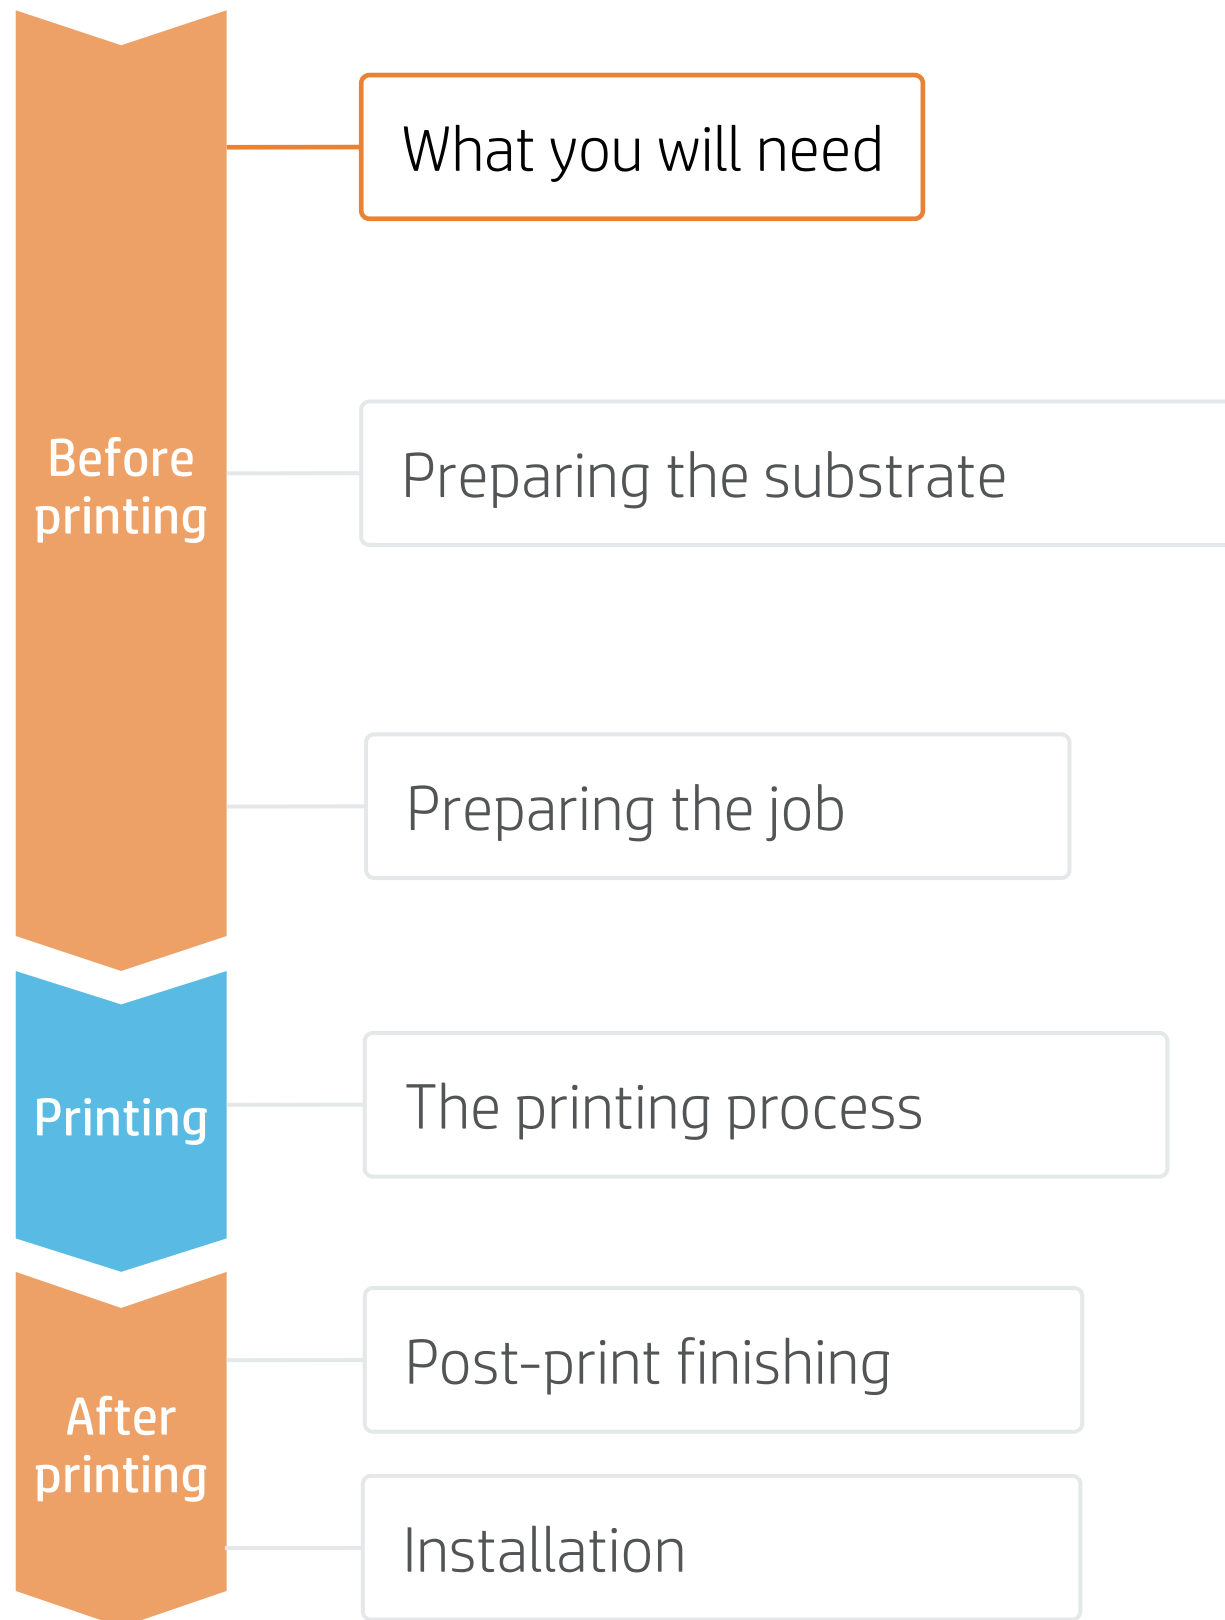 What you will need
Before
printing
Preparing the substrate
Preparing the job
Printing
The printing process
After
printing
Post-print finishing
Installation